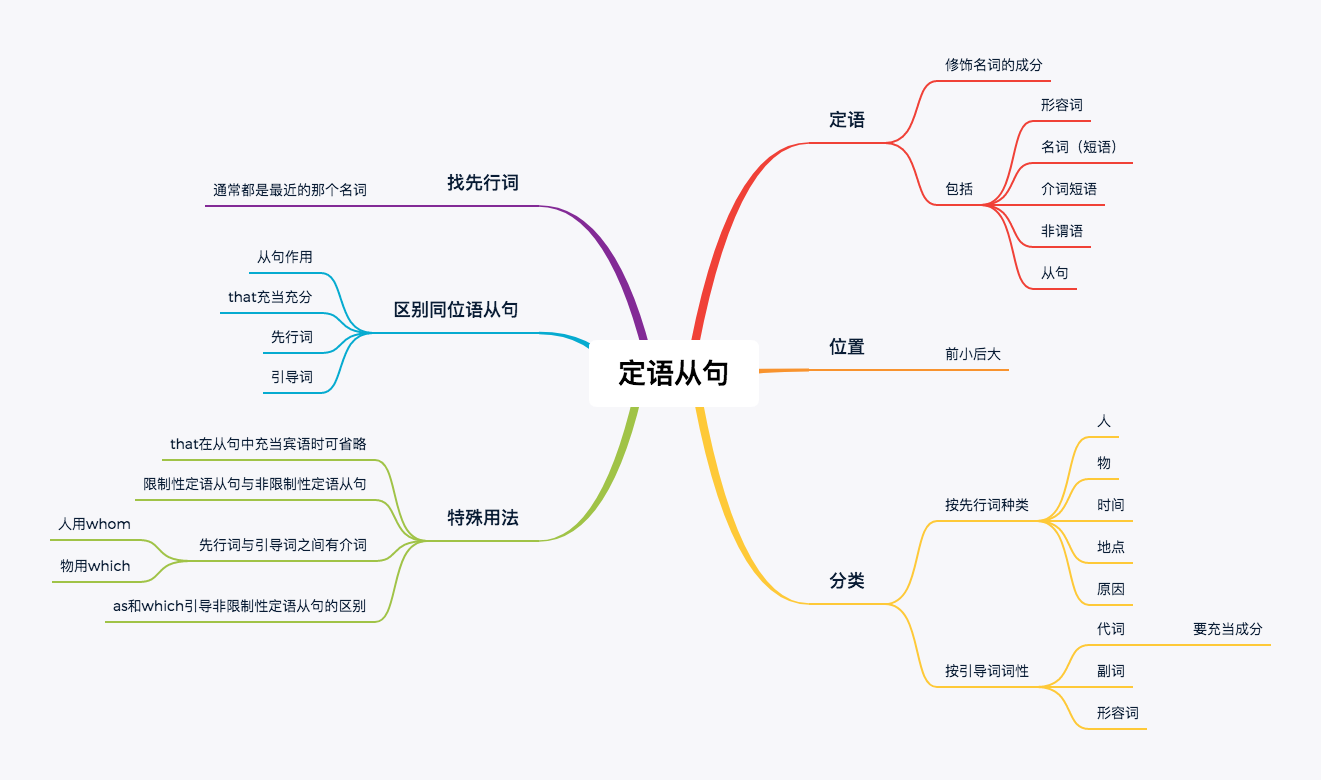 定语从句
定语
修饰名词的成分
包括
形容词
名词（短语）
介词短语
非谓语
从句
位置
前小后大
分类
按先行词种类
人
物
时间
地点
原因
按引导词词性
代词
要充当成分
副词
形容词
找先行词
通常都是最近的那个名词
区别同位语从句
从句作用
that充当充分
先行词
引导词
特殊用法
that在从句中充当宾语时可省略
限制性定语从句与非限制性定语从句
先行词与引导词之间有介词
人用whom
物用which
as和which引导非限制性定语从句的区别